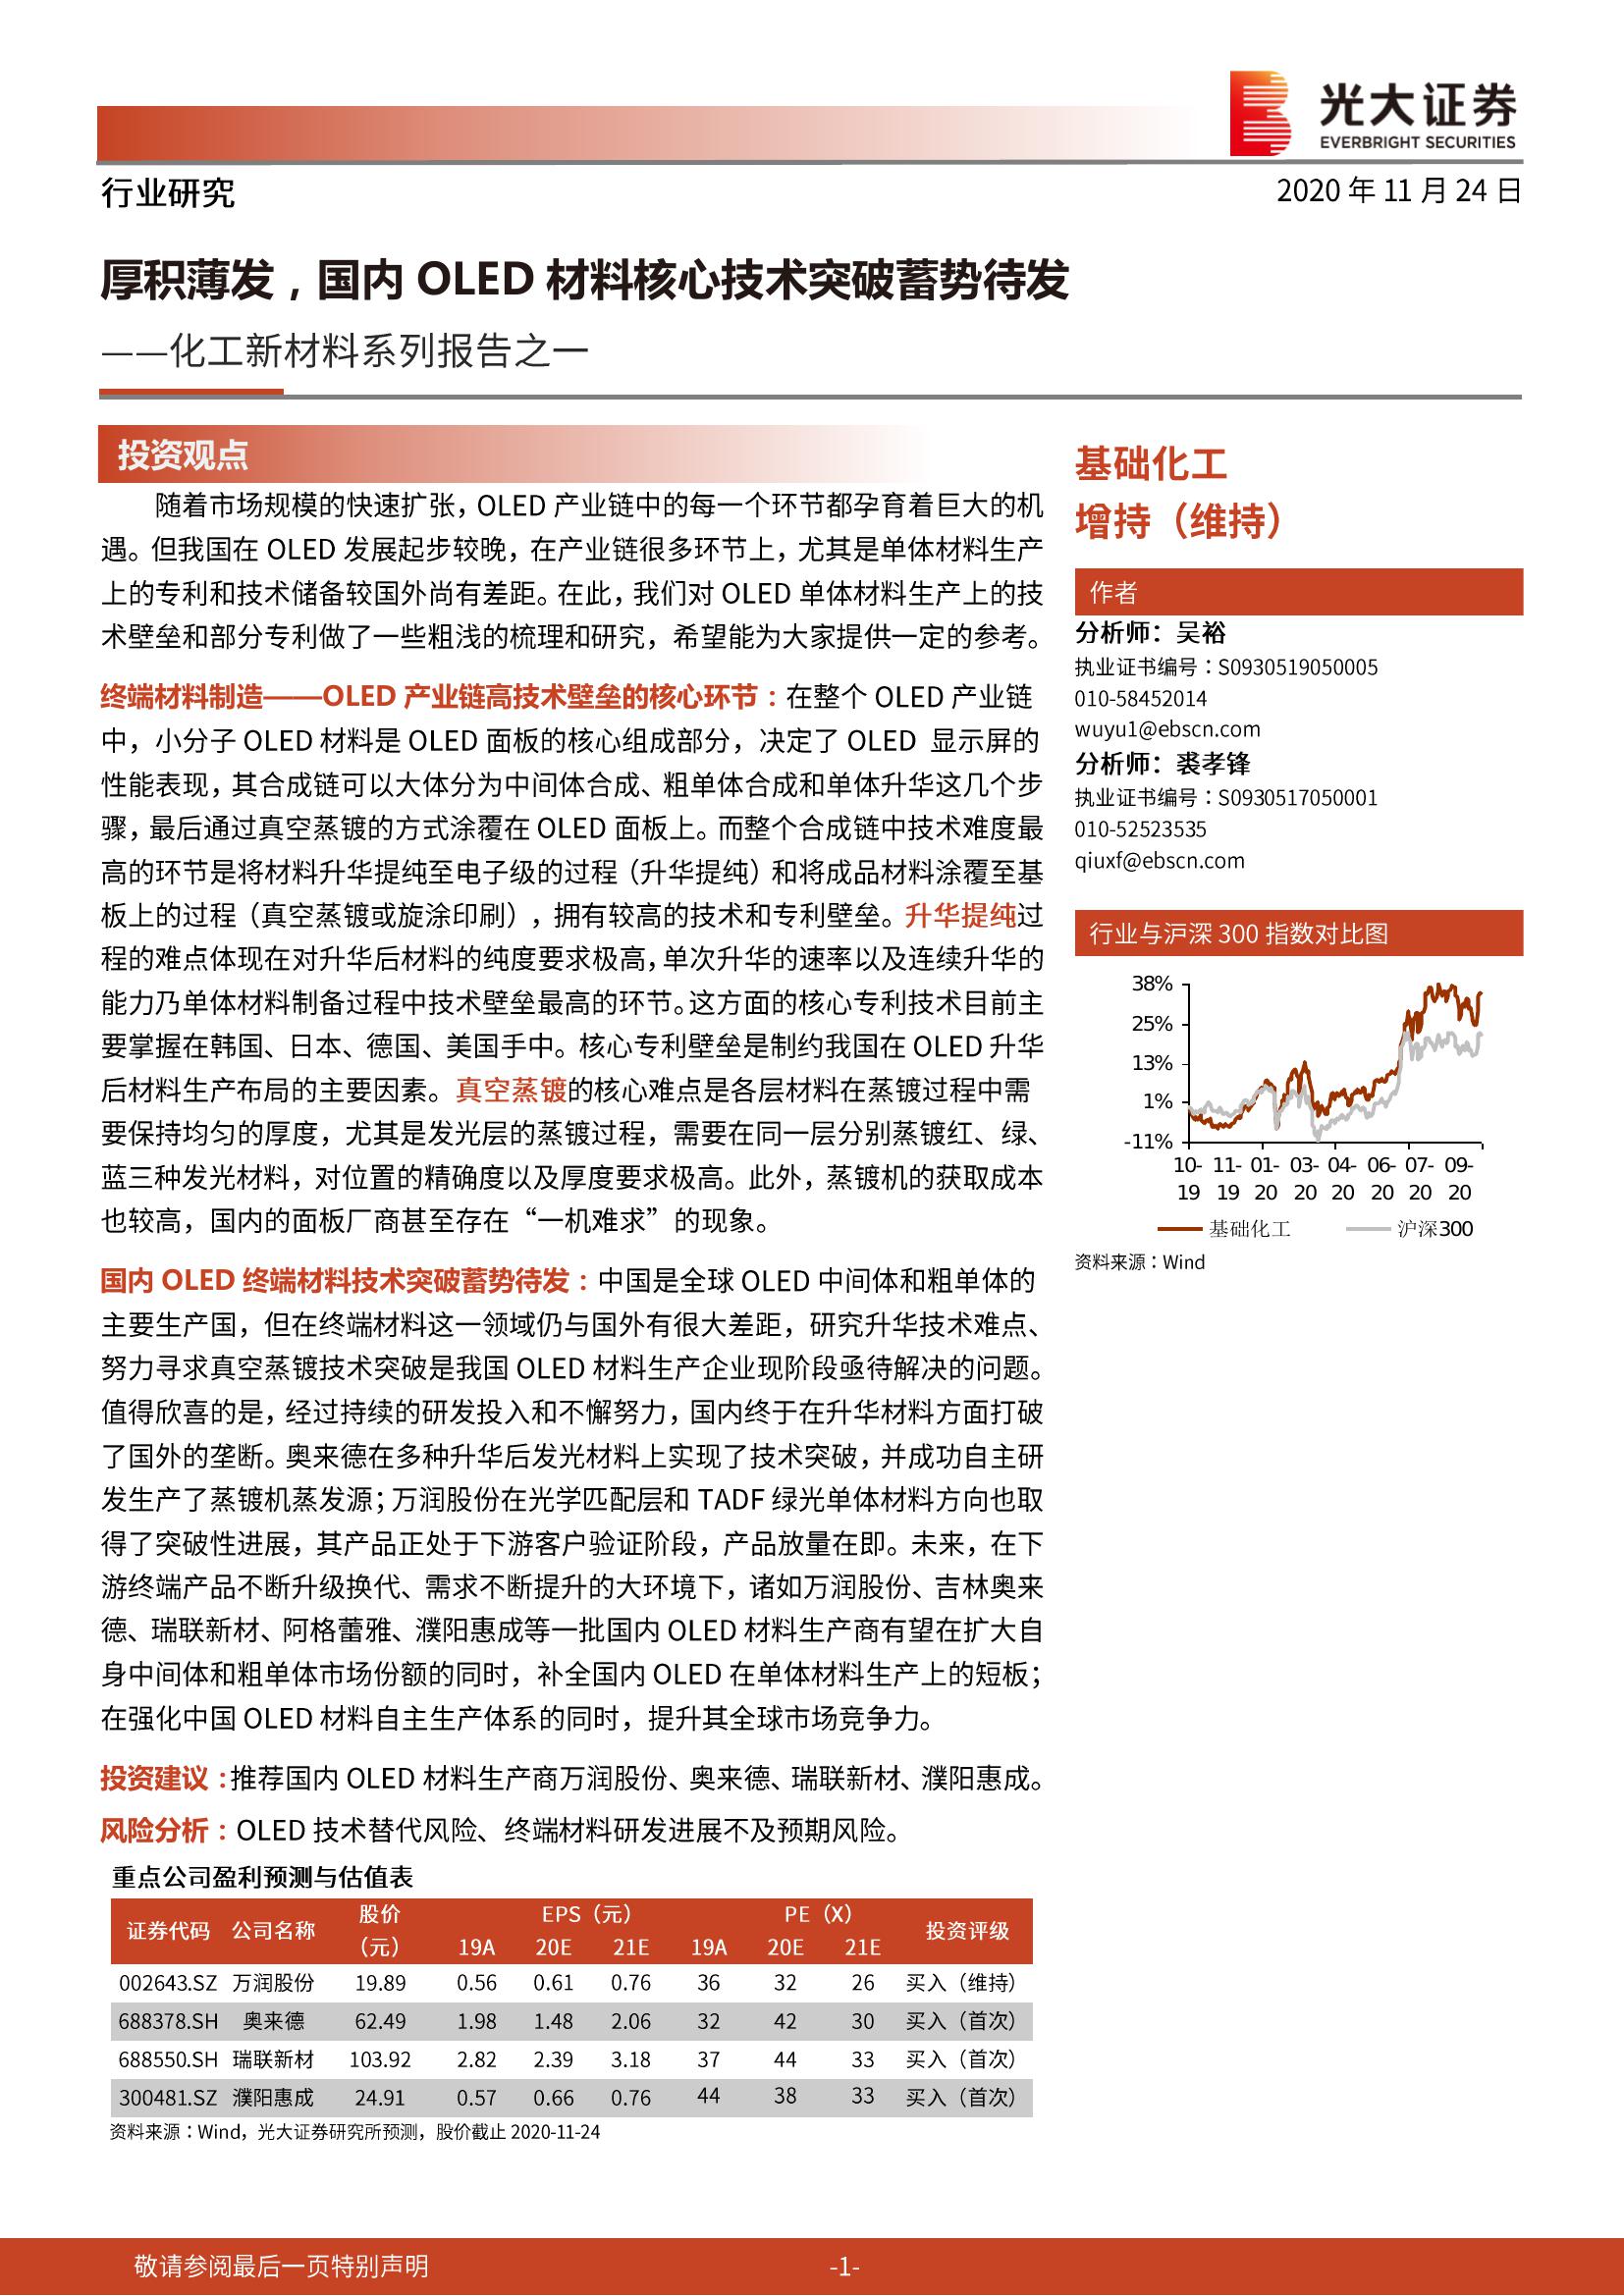 光大证券
EVERBRIGHT SECURITIES
行业研究
2020 年 11 月 24 日
厚积薄发，国内 OLED 材料核心技术突破蓄势待发
——化工新材料系列报告之一
投资观点
随着市场规模的快速扩张，OLED 产业链中的每一个环节都孕育着巨大的机
遇。但我国在 OLED 发展起步较晚，在产业链很多环节上，尤其是单体材料生产
上的专利和技术储备较国外尚有差距。在此，我们对 OLED 单体材料生产上的技
术壁垒和部分专利做了一些粗浅的梳理和研究，希望能为大家提供一定的参考。
终端材料制造——OLED 产业链高技术壁垒的核心环节：在整个 OLED 产业链
中，小分子 OLED 材料是 OLED 面板的核心组成部分，决定了 OLED 显示屏的
性能表现，其合成链可以大体分为中间体合成、粗单体合成和单体升华这几个步
骤，最后通过真空蒸镀的方式涂覆在 OLED 面板上。而整个合成链中技术难度最
高的环节是将材料升华提纯至电子级的过程（升华提纯）和将成品材料涂覆至基
板上的过程（真空蒸镀或旋涂印刷），拥有较高的技术和专利壁垒。升华提纯过
程的难点体现在对升华后材料的纯度要求极高，单次升华的速率以及连续升华的
能力乃单体材料制备过程中技术壁垒最高的环节。这方面的核心专利技术目前主
要掌握在韩国、日本、德国、美国手中。核心专利壁垒是制约我国在 OLED 升华
后材料生产布局的主要因素。真空蒸镀的核心难点是各层材料在蒸镀过程中需
要保持均匀的厚度，尤其是发光层的蒸镀过程，需要在同一层分别蒸镀红、绿、
蓝三种发光材料，对位置的精确度以及厚度要求极高。此外，蒸镀机的获取成本
也较高，国内的面板厂商甚至存在“一机难求”的现象。
国内 OLED 终端材料技术突破蓄势待发：中国是全球 OLED 中间体和粗单体的
主要生产国，但在终端材料这一领域仍与国外有很大差距，研究升华技术难点、
努力寻求真空蒸镀技术突破是我国 OLED 材料生产企业现阶段亟待解决的问题。
值得欣喜的是，经过持续的研发投入和不懈努力，国内终于在升华材料方面打破
了国外的垄断。奥来德在多种升华后发光材料上实现了技术突破，并成功自主研
发生产了蒸镀机蒸发源；万润股份在光学匹配层和 TADF 绿光单体材料方向也取
得了突破性进展，其产品正处于下游客户验证阶段，产品放量在即。未来，在下
游终端产品不断升级换代、需求不断提升的大环境下，诸如万润股份、吉林奥来
德、瑞联新材、阿格蕾雅、濮阳惠成等一批国内 OLED 材料生产商有望在扩大自
身中间体和粗单体市场份额的同时，补全国内 OLED 在单体材料生产上的短板；
在强化中国 OLED 材料自主生产体系的同时，提升其全球市场竞争力。
投资建议：推荐国内 OLED 材料生产商万润股份、奥来德、瑞联新材、濮阳惠成。
风险分析：OLED 技术替代风险、终端材料研发进展不及预期风险。
重点公司盈利预测与估值表
证券代码 公司名称 股价（元） EPS（元） PE（X） 投资评级
19A 20E 21E 19A 20E 21E
002643.SZ 万润股份 19.89 0.56 0.61 0.76 36 32 26 买入（维持）
688378.SH 奥来德 62.49 1.98 1.48 2.06 32 42 30 买入（首次）
688550.SH 瑞联新材 103.92 2.82 2.39 3.18 37 44 33 买入（首次）
300481.SZ 濮阳惠成 24.91 0.57 0.66 0.76 44 38 33 买入（首次）
资料来源：Wind，光大证券研究所预测，股价截止 2020-11-24
基础化工
增持（维持）
作者
分析师：吴裕
执业证书编号：S0930519050005
010-58452014
wuyu1@ebscn.com
分析师：裘孝锋
执业证书编号：S0930517050001
010-52523535
qiuxf@ebscn.com
行业与沪深 300 指数对比图
38%
25%
13%
1%
-11%
10- 11- 01- 03- 04- 06- 07- 09-
19 19 20 20 20 20 20 20
基础化工 沪深300
资料来源：Wind
敬请参阅最后一页特别声明
-1-